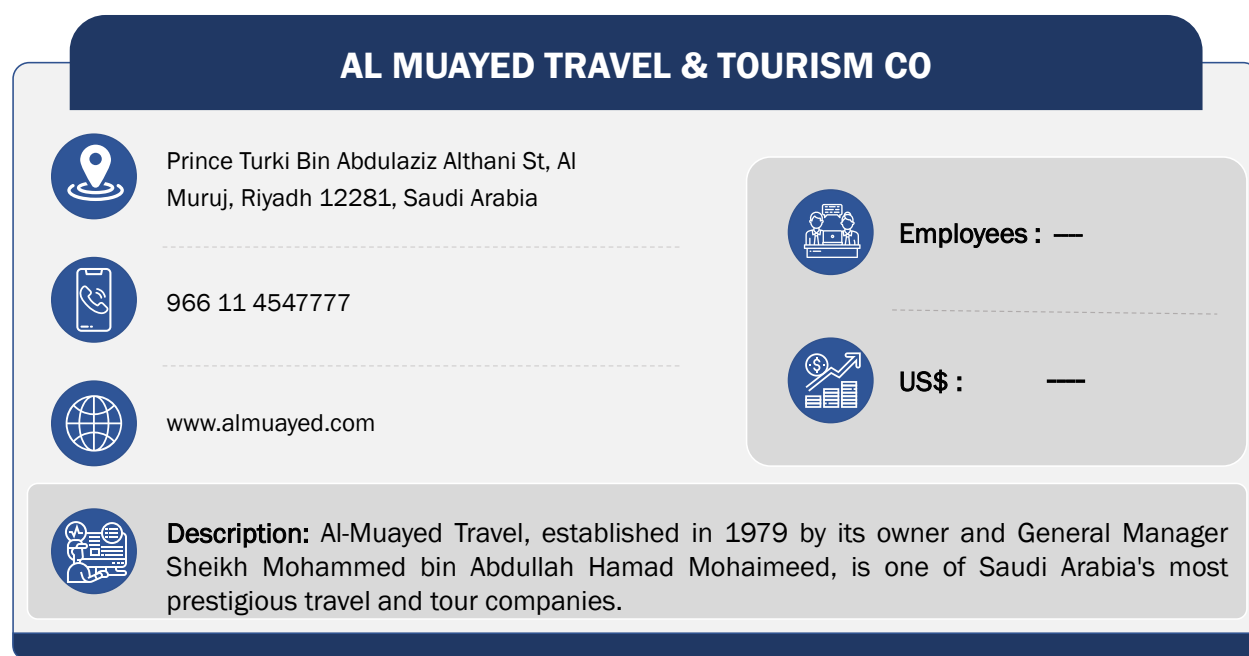 AL MUAYED TRAVEL & TOURISM CO
Prince Turki Bin Abdulaziz Althani St, Al
Muruj, Riyadh 12281, Saudi Arabia
966 11 4547777
www.almuayed.com
Employees : —
US$ : —
Description: Al-Muayed Travel, established in 1979 by its owner and General Manager
Sheikh Mohammed bin Abdullah Hamad Mohaimeed, is one of Saudi Arabia's most
prestigious travel and tour companies.